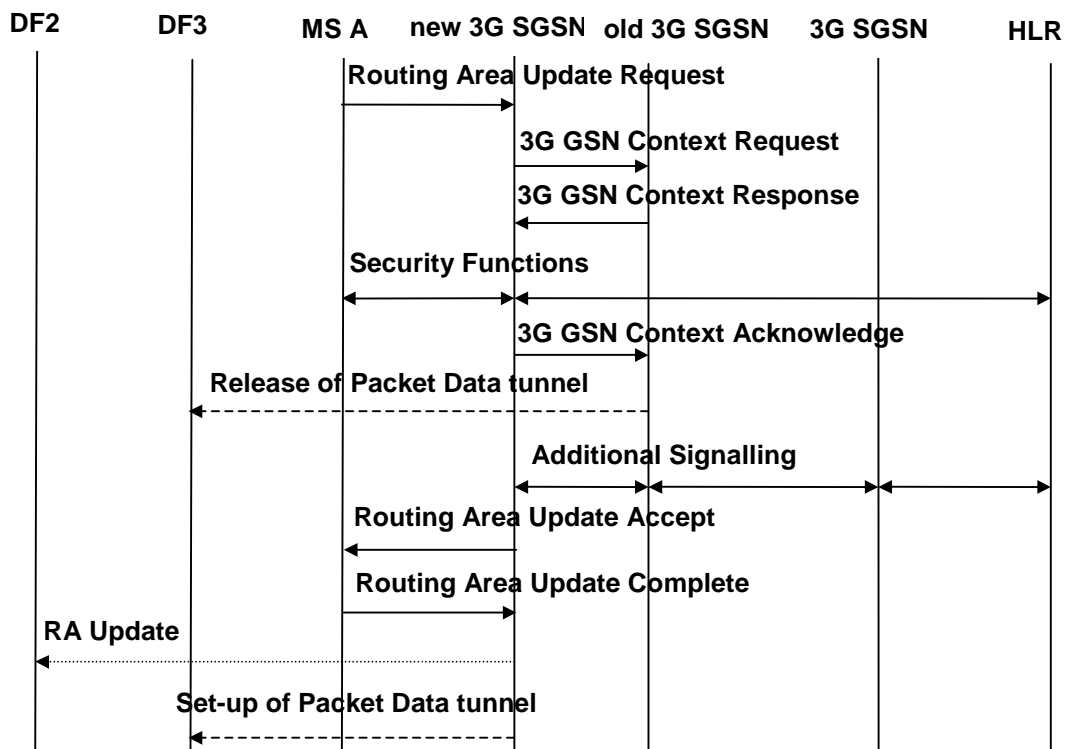 DF2 DF3 MS A new 3G SGSN old 3G SGSN 3G SGSN HLR
Routing Area Update Request
3G GSN Context Request
3G GSN Context Response
Security Functions
3G GSN Context Acknowledge
Release of Packet Data tunnel
Additional Signalling
Routing Area Update Accept
Routing Area Update Complete
RA Update
Set-up of Packet Data tunnel